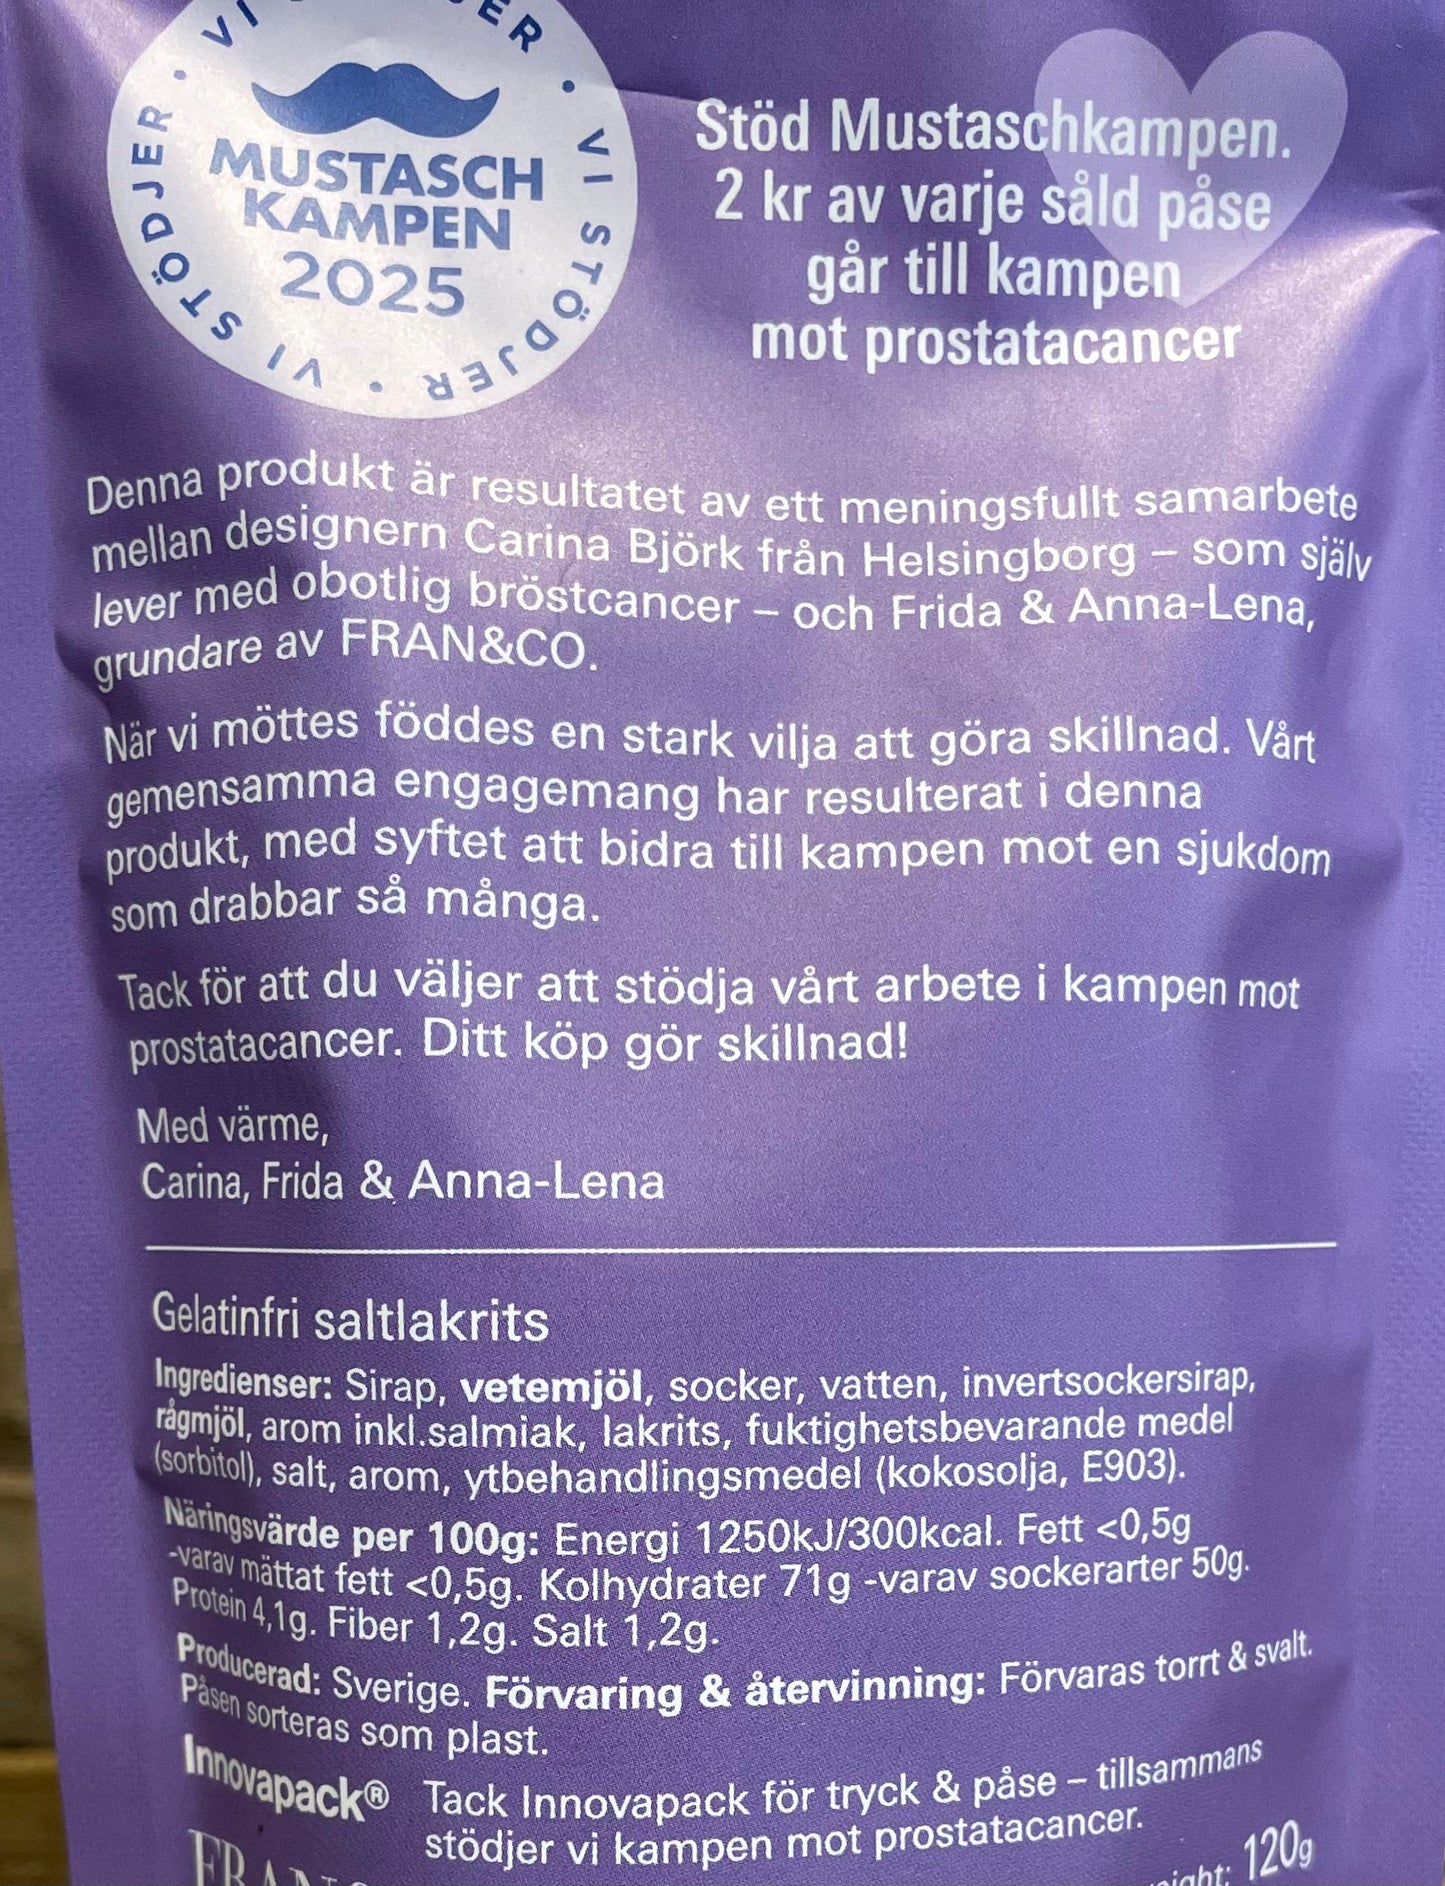 VI STÖDJER · VI STÖDJER · VI
MUSTASCH
KAMPEN
2025
Stöd Mustaschkampen.
2 kr av varje såld påse
går till kampen
mot prostatacancer
Denna produkt är resultatet av ett meningsfullt samarbete
mellan designern Carina Björk från Helsingborg – som själv
lever med obotlig bröstcancer – och Frida & Anna-Lena,
grundare av FRAN&CO.
När vi möttes föddes en stark vilja att göra skillnad. Vårt
gemensamma engagemang har resulterat i denna
produkt, med syftet att bidra till kampen mot en sjukdom
som drabbar så många.
Tack för att du väljer att stödja vårt arbete i kampen mot
prostatacancer. Ditt köp gör skillnad!
Med värme,
Carina, Frida & Anna-Lena
Gelatinfri saltlakrits
Ingredienser: Sirap, vetemjöl, socker, vatten, invertsockersirap,
rågmjöl, arom inkl.salmiak, lakrits, fuktighetsbevarande medel
(sorbitol), salt, arom, ytbehandlingsmedel (kokosolja, E903).
Näringsvärde per 100g: Energi 1250kJ/300kcal. Fett <0,5g
-varav mättat fett <0,5g. Kolhydrater 71g -varav sockerarter 50g.
Protein 4,1g. Fiber 1,2g. Salt 1,2g.
Producerad: Sverige. Förvaring & återvinning: Förvaras torrt & svalt.
Påsen sorteras som plast.
Innovapack® Tack Innovapack för tryck & påse – tillsammans
stödjer vi kampen mot prostatacancer.
120g